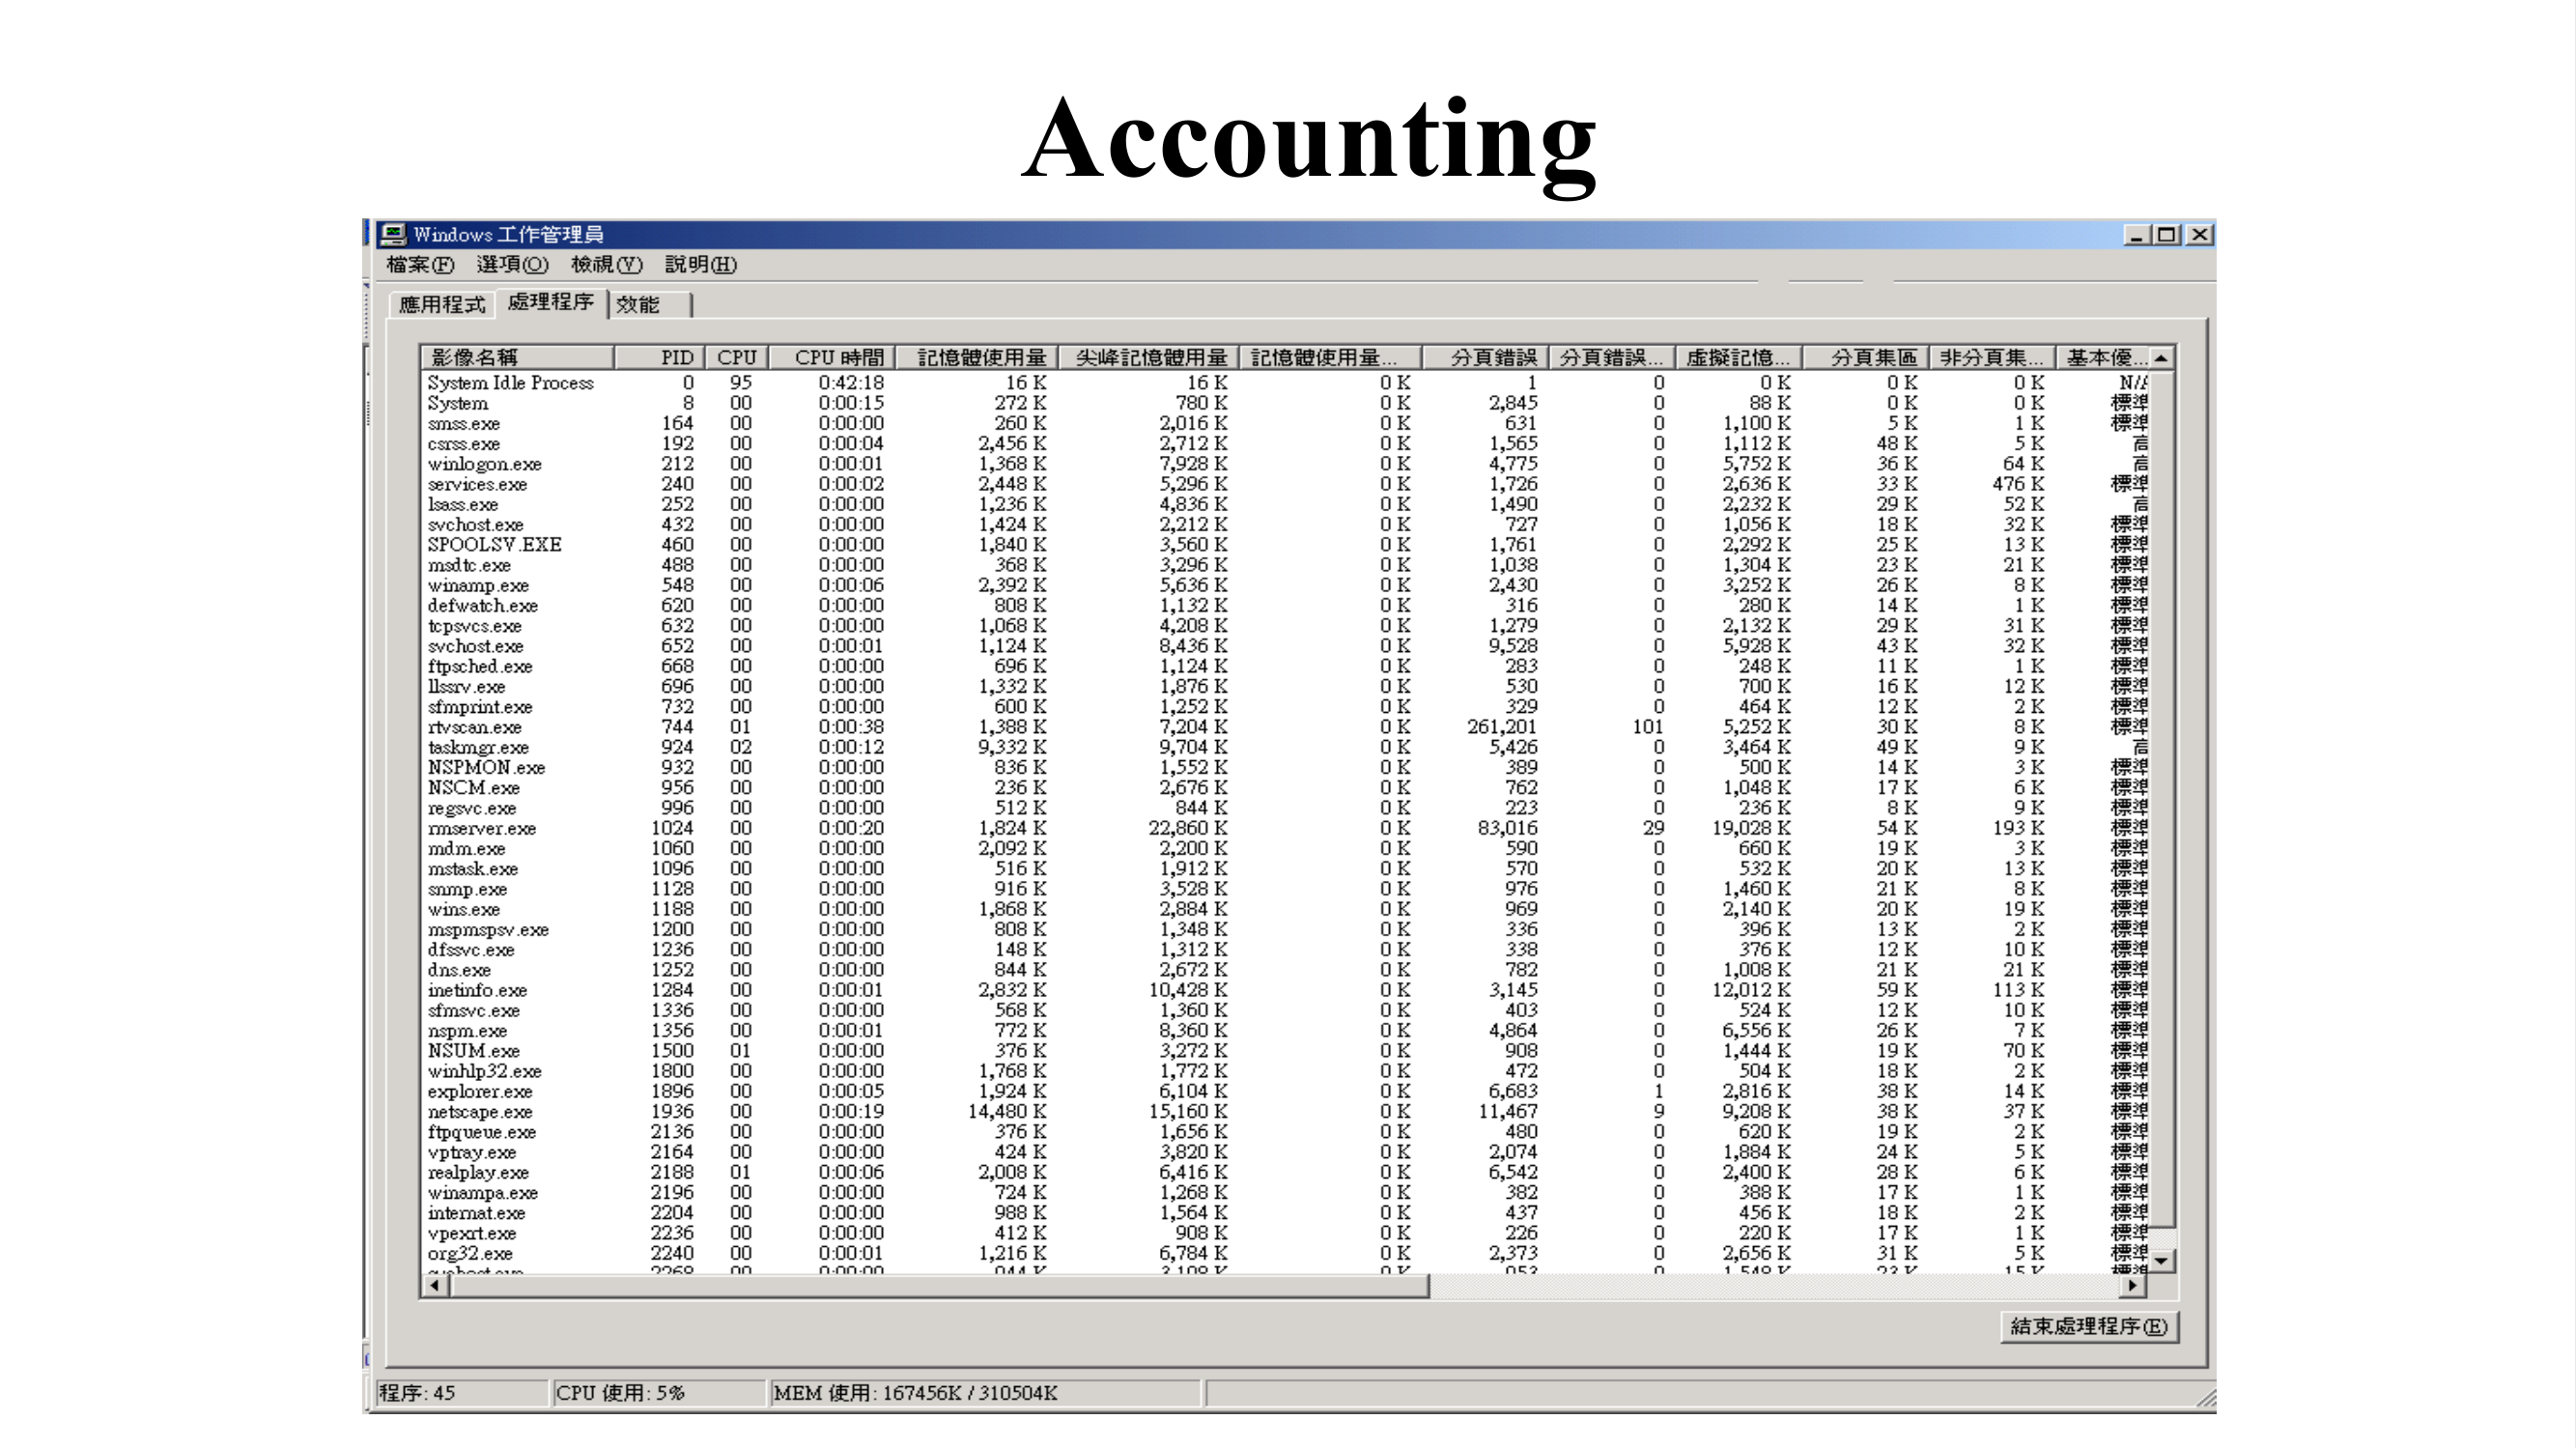 Accounting
Windows 工作管理員
檔案(F) 選項(O) 檢視(V) 說明(H)
應用程式 處理程序 效能
影像名稱 PID CPU CPU 時間 記憶體使用量 尖峰記憶體用量 記憶體使用量... 分頁錯誤 分頁錯誤... 虛擬記憶... 分頁集區 非分頁集... 基本優...
System Idle Process 0 95 0:42:18 16 K 16 K 0 K 1 0 0 K 0 K 0 K N/A
System 8 00 0:00:15 272 K 780 K 0 K 2,845 0 88 K 0 K 0 K 標準
smss.exe 164 00 0:00:00 260 K 2,016 K 0 K 631 0 1,100 K 5 K 1 K 標準
csrss.exe 192 00 0:00:04 2,456 K 2,712 K 0 K 1,565 0 1,112 K 48 K 5 K 高
winlogon.exe 212 00 0:00:01 1,368 K 7,928 K 0 K 4,775 0 5,752 K 36 K 64 K 高
services.exe 240 00 0:00:02 2,448 K 5,296 K 0 K 1,726 0 2,636 K 33 K 476 K 標準
lsass.exe 252 00 0:00:00 1,236 K 4,836 K 0 K 1,490 0 2,232 K 29 K 52 K 高
svchost.exe 432 00 0:00:00 1,424 K 2,212 K 0 K 727 0 1,056 K 18 K 32 K 標準
SPOOLSV.EXE 460 00 0:00:00 1,840 K 3,560 K 0 K 1,761 0 2,292 K 25 K 13 K 標準
msdtc.exe 488 00 0:00:00 368 K 3,296 K 0 K 1,038 0 1,304 K 23 K 21 K 標準
winamp.exe 548 00 0:00:06 2,392 K 5,636 K 0 K 2,430 0 3,252 K 26 K 8 K 標準
defwatch.exe 620 00 0:00:00 808 K 1,132 K 0 K 316 0 280 K 14 K 1 K 標準
tcpsvcs.exe 632 00 0:00:00 1,068 K 4,208 K 0 K 1,279 0 2,132 K 29 K 31 K 標準
svchost.exe 652 00 0:00:01 1,124 K 8,436 K 0 K 9,528 0 5,928 K 43 K 32 K 標準
ftpsched.exe 668 00 0:00:00 696 K 1,124 K 0 K 283 0 248 K 11 K 1 K 標準
llssrv.exe 696 00 0:00:00 1,332 K 1,876 K 0 K 530 0 700 K 16 K 12 K 標準
sfmprint.exe 732 00 0:00:00 600 K 1,252 K 0 K 329 0 464 K 12 K 2 K 標準
rtvscan.exe 744 01 0:00:38 1,388 K 7,204 K 0 K 261,201 101 5,252 K 30 K 8 K 標準
taskmgr.exe 924 02 0:00:12 9,332 K 9,704 K 0 K 5,426 0 3,464 K 49 K 9 K 高
NSPMON.exe 932 00 0:00:00 836 K 1,552 K 0 K 389 0 500 K 14 K 3 K 標準
NSCM.exe 956 00 0:00:00 236 K 2,676 K 0 K 762 0 1,048 K 17 K 6 K 標準
regsvc.exe 996 00 0:00:00 512 K 844 K 0 K 223 0 236 K 8 K 9 K 標準
rmserver.exe 1024 00 0:00:20 1,824 K 22,860 K 0 K 83,016 29 19,028 K 54 K 193 K 標準
mdm.exe 1060 00 0:00:00 2,092 K 2,200 K 0 K 590 0 660 K 19 K 3 K 標準
mstask.exe 1096 00 0:00:00 516 K 1,912 K 0 K 570 0 532 K 20 K 13 K 標準
snmp.exe 1128 00 0:00:00 916 K 3,528 K 0 K 976 0 1,460 K 21 K 8 K 標準
wins.exe 1188 00 0:00:00 1,868 K 2,884 K 0 K 969 0 2,140 K 20 K 19 K 標準
mspmspsv.exe 1200 00 0:00:00 808 K 1,348 K 0 K 336 0 396 K 13 K 2 K 標準
dfssvc.exe 1236 00 0:00:00 148 K 1,312 K 0 K 338 0 376 K 12 K 10 K 標準
dns.exe 1252 00 0:00:00 844 K 2,672 K 0 K 782 0 1,008 K 21 K 21 K 標準
inetinfo.exe 1284 00 0:00:01 2,832 K 10,428 K 0 K 3,145 0 12,012 K 59 K 113 K 標準
sfmsvc.exe 1336 00 0:00:00 568 K 1,360 K 0 K 403 0 524 K 12 K 10 K 標準
nspm.exe 1356 00 0:00:01 772 K 8,360 K 0 K 4,864 0 6,556 K 26 K 7 K 標準
NSUM.exe 1500 01 0:00:00 376 K 3,272 K 0 K 908 0 1,444 K 19 K 70 K 標準
winhlp32.exe 1800 00 0:00:00 1,768 K 1,772 K 0 K 472 0 504 K 18 K 2 K 標準
explorer.exe 1896 00 0:00:05 1,924 K 6,104 K 0 K 6,683 1 2,816 K 38 K 14 K 標準
netscape.exe 1936 00 0:00:19 14,480 K 15,160 K 0 K 11,467 9 9,208 K 38 K 37 K 標準
ftpqueue.exe 2136 00 0:00:00 376 K 1,656 K 0 K 480 0 620 K 19 K 2 K 標準
vptray.exe 2164 00 0:00:00 424 K 3,820 K 0 K 2,074 0 1,884 K 24 K 5 K 標準
realplay.exe 2188 01 0:00:06 2,008 K 6,416 K 0 K 6,542 0 2,400 K 28 K 6 K 標準
winampa.exe 2196 00 0:00:00 724 K 1,268 K 0 K 382 0 388 K 17 K 1 K 標準
internat.exe 2204 00 0:00:00 988 K 1,564 K 0 K 437 0 456 K 18 K 2 K 標準
vpexrt.exe 2236 00 0:00:00 412 K 908 K 0 K 226 0 220 K 17 K 1 K 標準
org32.exe 2240 00 0:00:01 1,216 K 6,784 K 0 K 2,373 0 2,656 K 31 K 5 K 標準
結束處理程序(E)
程序: 45 CPU 使用: 5% MEM 使用: 167456K / 310504K